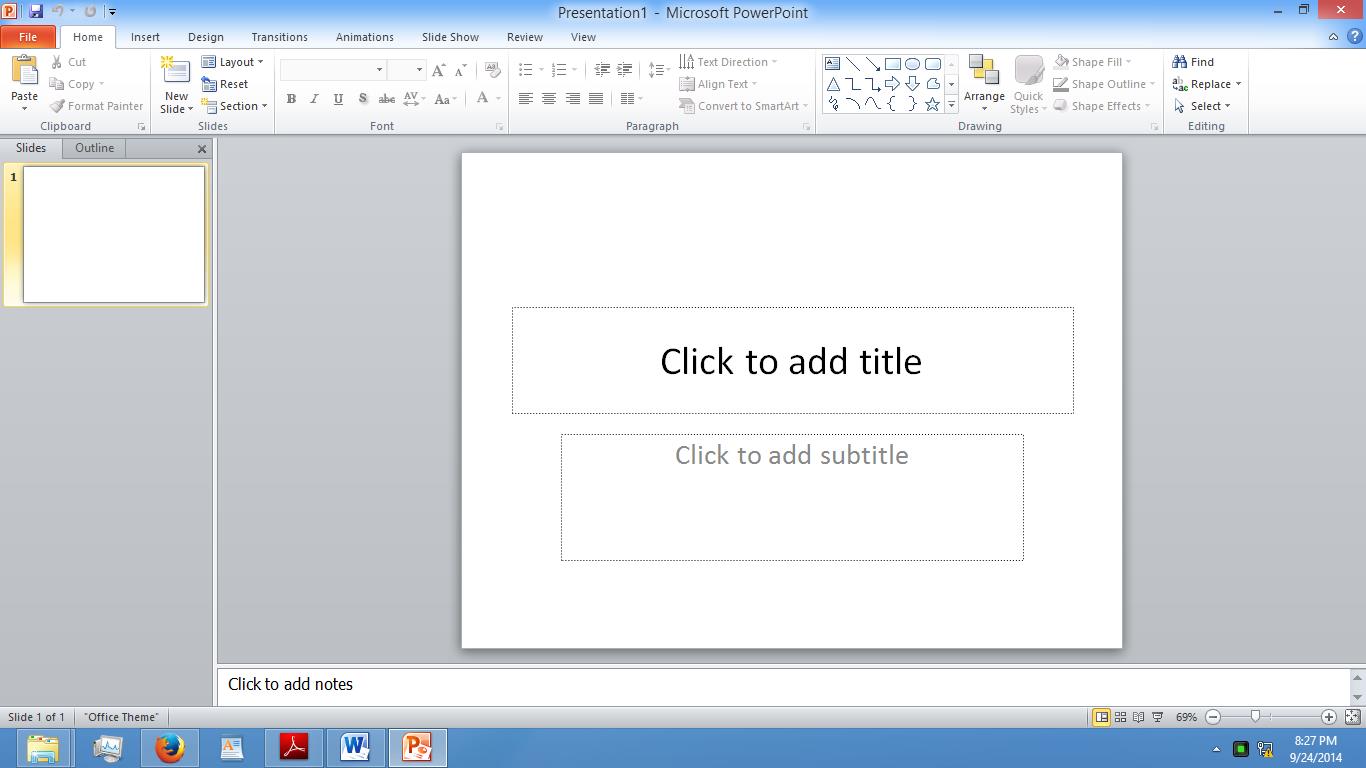 Presentation1 - Microsoft PowerPoint
File Home Insert Design Transitions Animations Slide Show Review View
Paste
Cut
Copy
Format Painter
Clipboard
New Slide
Layout
Reset
Section
Slides
B I U S abc AV Aa A
Font
Text Direction
Align Text
Convert to SmartArt
Paragraph
Arrange
Quick Styles
Shape Fill
Shape Outline
Shape Effects
Drawing
Find
Replace
Select
Editing
Slides Outline
1
Click to add title
Click to add subtitle
Click to add notes
Slide 1 of 1 "Office Theme" 69%
8:27 PM
9/24/2014